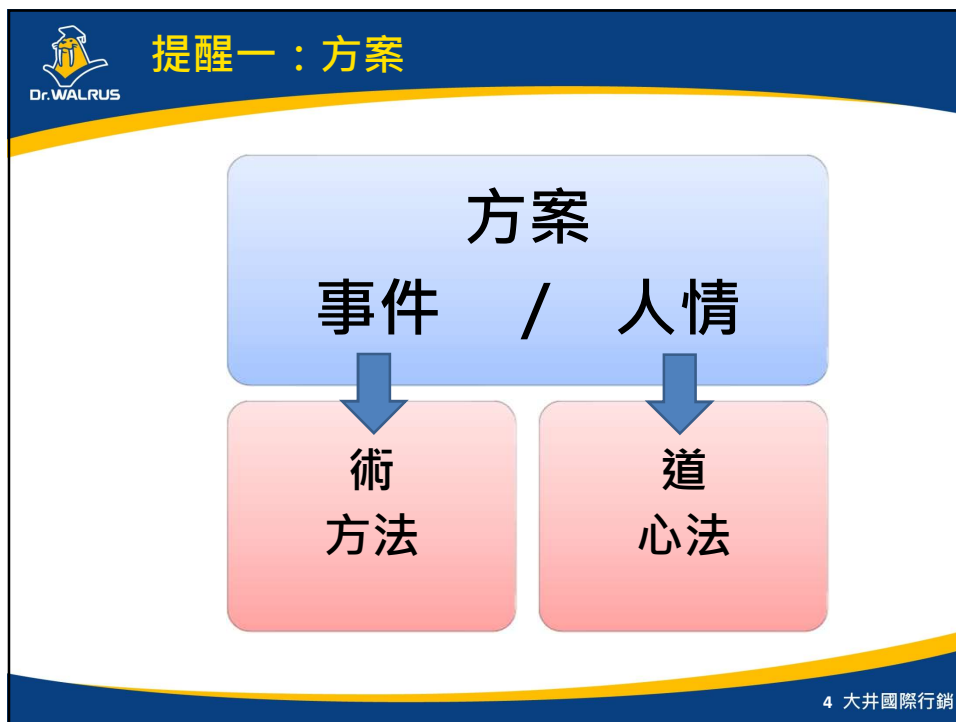 提醒一：方案
Dr.WALRUS
方案
事件 / 人情
術
方法
道
心法
4 大井國際行銷